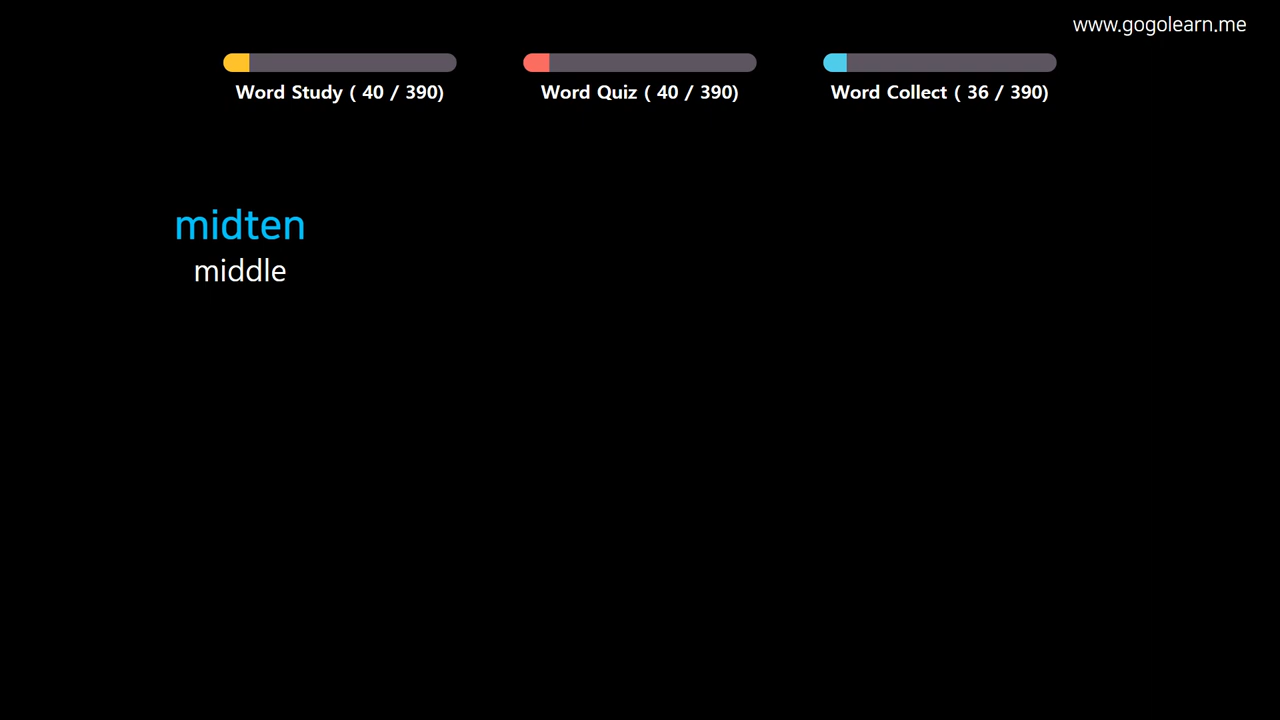 www.gogolearn.me
Word Study ( 40 / 390)
Word Quiz ( 40 / 390)
Word Collect ( 36 / 390)
midten
middle